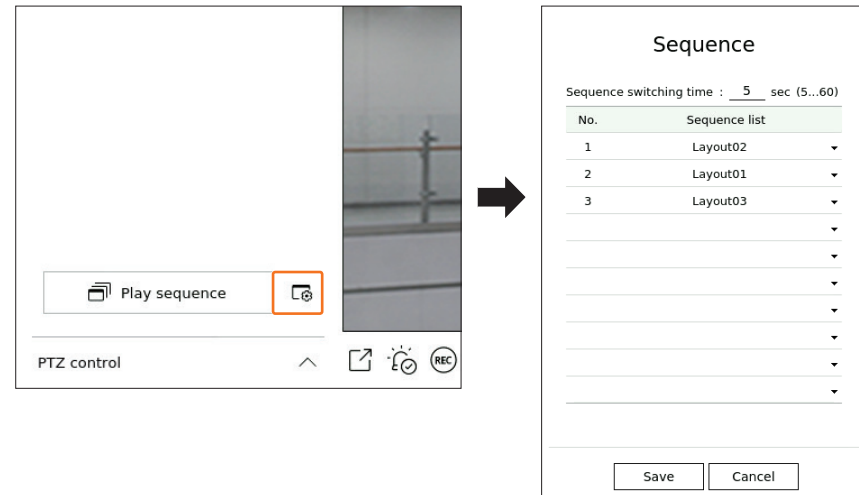 Play sequence
PTZ control
REC
Sequence
Sequence switching time : 5 sec (5...60)
No. Sequence list
1 Layout02
2 Layout01
3 Layout03
Save Cancel